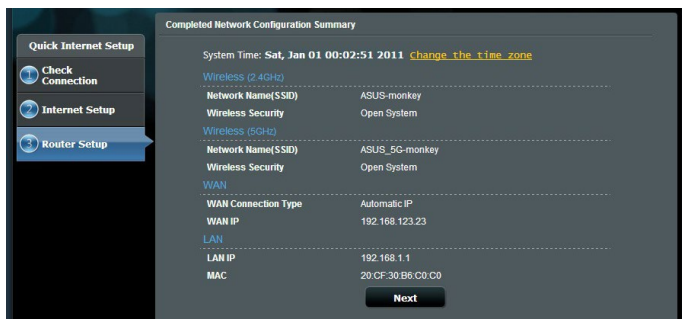 Completed Network Configuration Summary
Quick Internet Setup
1 Check Connection
2 Internet Setup
3 Router Setup
System Time: Sat, Jan 01 00:02:51 2011 Change the time zone
Wireless (2.4GHz)
Network Name(SSID) ASUS-monkey
Wireless Security Open System
Wireless (5GHz)
Network Name(SSID) ASUS_5G-monkey
Wireless Security Open System
WAN
WAN Connection Type Automatic IP
WAN IP 192.168.123.23
LAN
LAN IP 192.168.1.1
MAC 20:CF:30:B6:C0:C0
Next